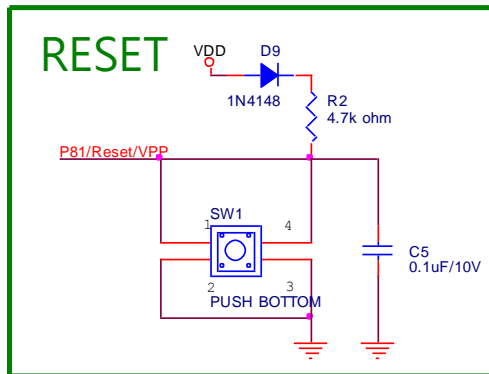 RESET
VDD
D9
1N4148
R2
4.7k ohm
P81/Reset/VPP
SW1
1
4
2
3
PUSH BOTTOM
C5
0.1uF/10V